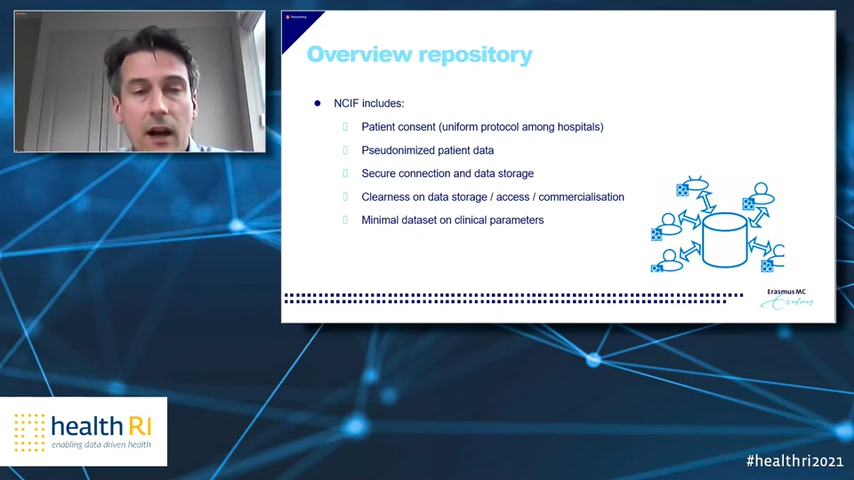 Recording
Overview repository
NCIF includes:
Patient consent (uniform protocol among hospitals)
Pseudonimized patient data
Secure connection and data storage
Clearness on data storage / access / commercialisation
Minimal dataset on clinical parameters
Erasmus MC
health RI
enabling data driven health
#healthri2021